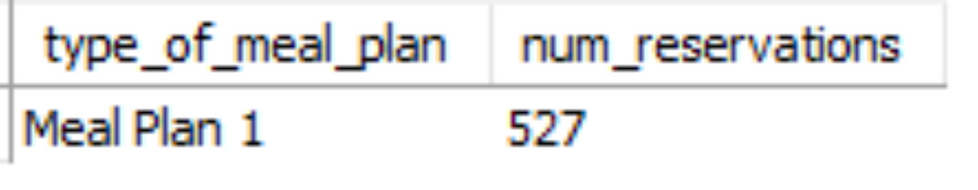 type_of_meal_plan num_reservations
Meal Plan 1 527